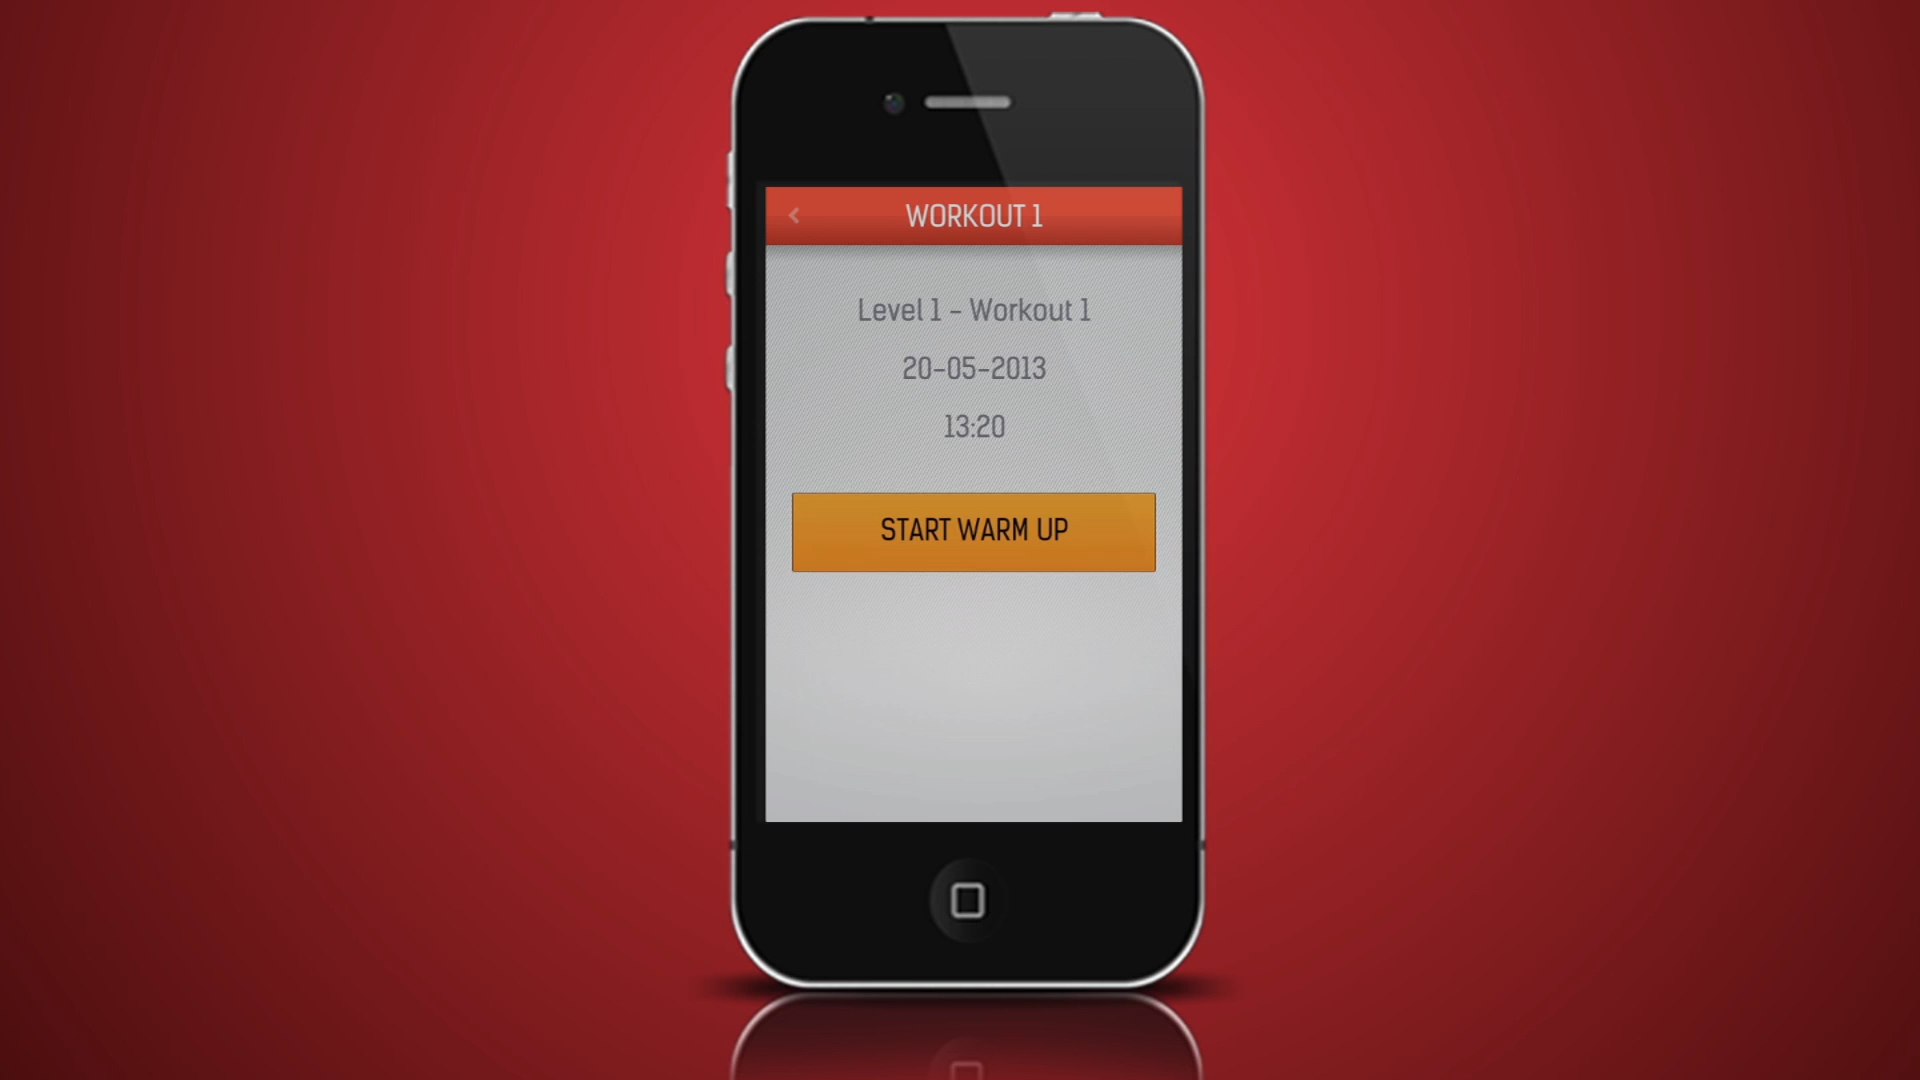 WORKOUT 1
Level 1 - Workout 1
20-05-2013
13:20
START WARM UP